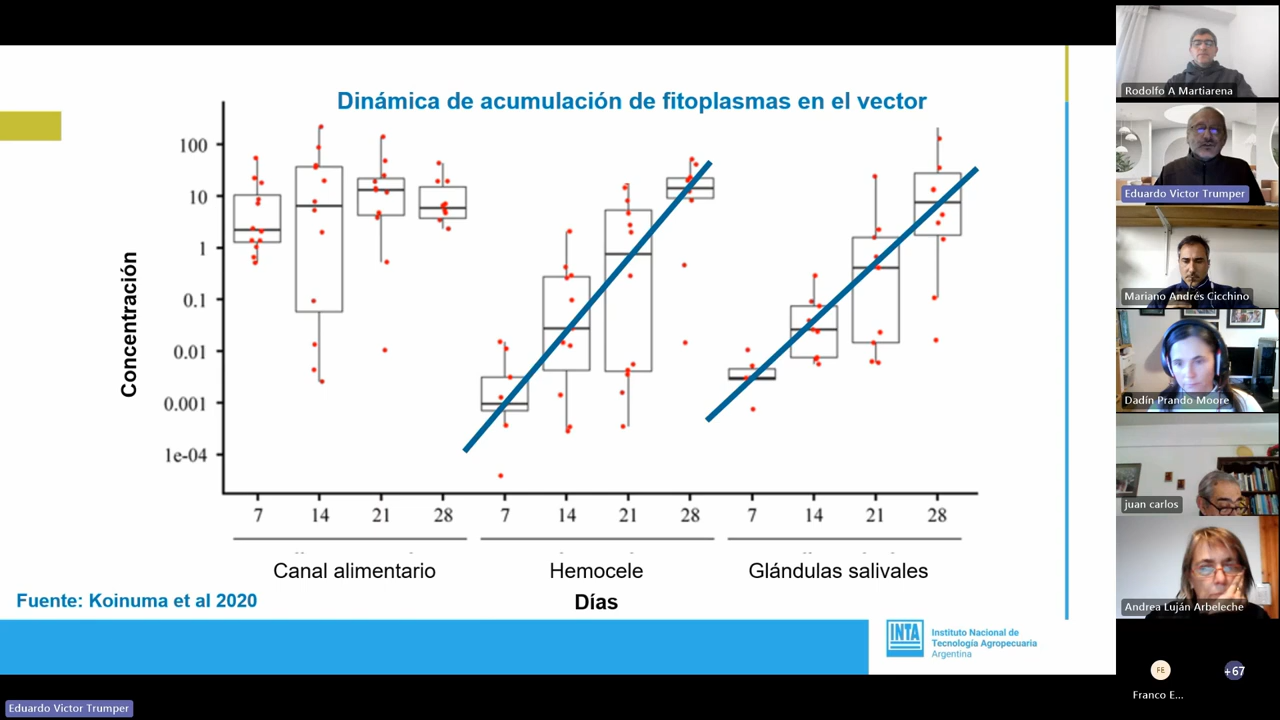 Dinámica de acumulación de fitoplasmas en el vector
100
10
1
0.1
0.01
0.001
1e-04
Concentración
7 14 21 28 7 14 21 28 7 14 21 28
Canal alimentario Hemocele Glándulas salivales
Días
Fuente: Koinuma et al 2020
INTA
Instituto Nacional de
Tecnología Agropecuaria
Argentina
Eduardo Victor Trumper
Rodolfo A Martiarena
Eduardo Victor Trumper
Mariano Andrés Cicchino
Dadín Prando Moore
juan carlos
Andrea Luján Arbeleche
FE
+67
Franco E...